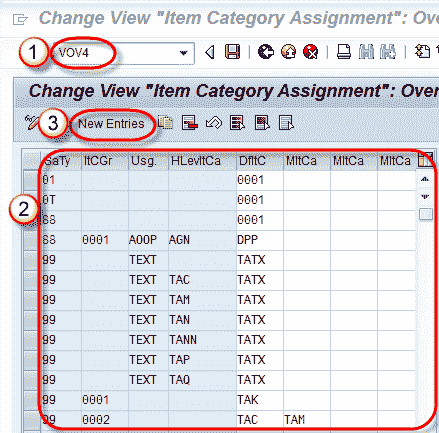 Change View "Item Category Assignment": Ove
1 VOV4
Change View "Item Category Assignment": Over
3 New Entries
2
SaTy ItCGr Usg. HLevItCa DfItC MItCa MItCa MItCa
01 0001
0T 0001
SS 0001
SS 0001 AOOP AGN DPP
99 TEXT TATX
99 TEXT TAC TATX
99 TEXT TAM TATX
99 TEXT TAN TATX
99 TEXT TANN TATX
99 TEXT TAP TATX
99 TEXT TAQ TATX
99 0001 TAK
99 0002 TAC TAM